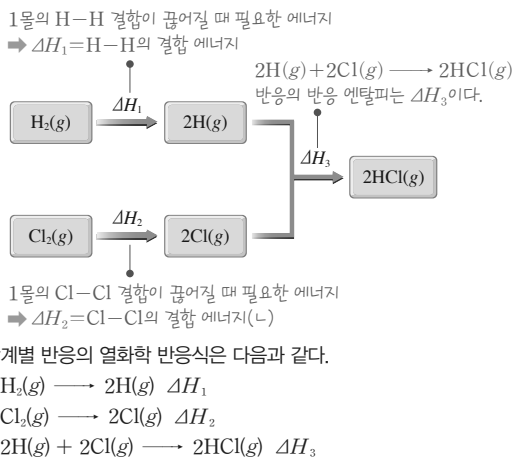 1몰의 H-H 결합이 끊어질 때 필요한 에너지
➡ ΔH₁=H-H의 결합 에너지
2H(g)+2Cl(g) ⟶ 2HCl(g)
반응의 반응 엔탈피는 ΔH₃이다.
H₂(g) ΔH₁ 2H(g)
ΔH₃ 2HCl(g)
Cl₂(g) ΔH₂ 2Cl(g)
1몰의 Cl-Cl 결합이 끊어질 때 필요한 에너지
➡ ΔH₂=Cl-Cl의 결합 에너지(ㄴ)
계별 반응의 열화학 반응식은 다음과 같다.
H₂(g) ⟶ 2H(g) ΔH₁
Cl₂(g) ⟶ 2Cl(g) ΔH₂
2H(g) + 2Cl(g) ⟶ 2HCl(g) ΔH₃